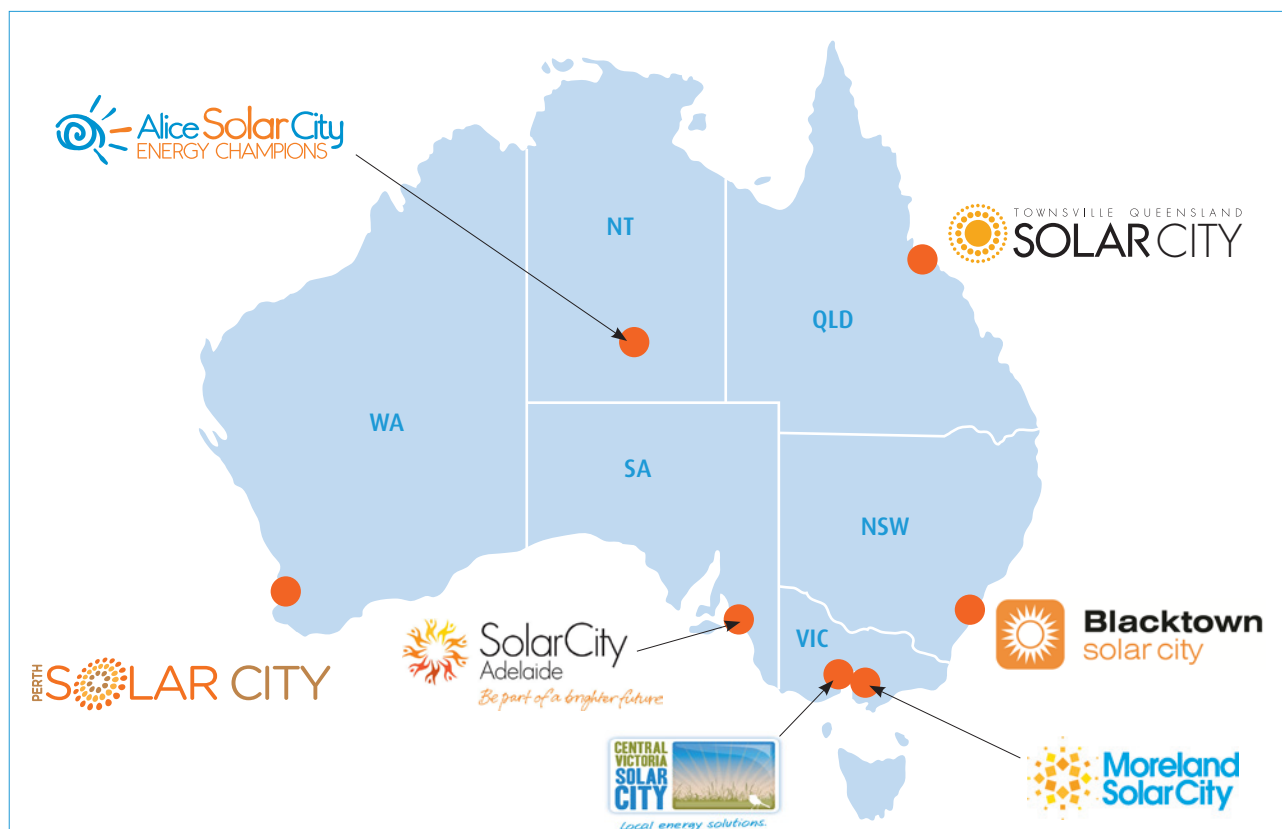 Alice Solar City
ENERGY CHAMPIONS
NT
TOWNSVILLE QUEENSLAND
SOLAR CITY
QLD
WA
SA
NSW
PERTH
SOLAR CITY
SolarCity
Adelaide
Be part of a brighter future
VIC
Blacktown
solar city
CENTRAL
VICTORIA
SOLAR
CITY
Local energy solutions.
Moreland
SolarCity